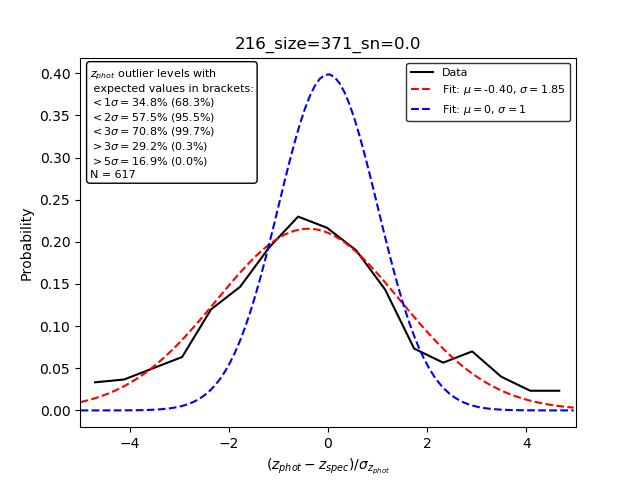 216_size=371_sn=0.0
z_phot outlier levels with
expected values in brackets:
<1σ = 34.8% (68.3%)
<2σ = 57.5% (95.5%)
<3σ = 70.8% (99.7%)
>3σ = 29.2% (0.3%)
>5σ = 16.9% (0.0%)
N = 617
Data
Fit: μ = -0.40, σ = 1.85
Fit: μ = 0, σ = 1
Probability
0.40
0.35
0.30
0.25
0.20
0.15
0.10
0.05
0.00
−4 −2 0 2 4
(z_phot − z_spec)/σ_z_phot